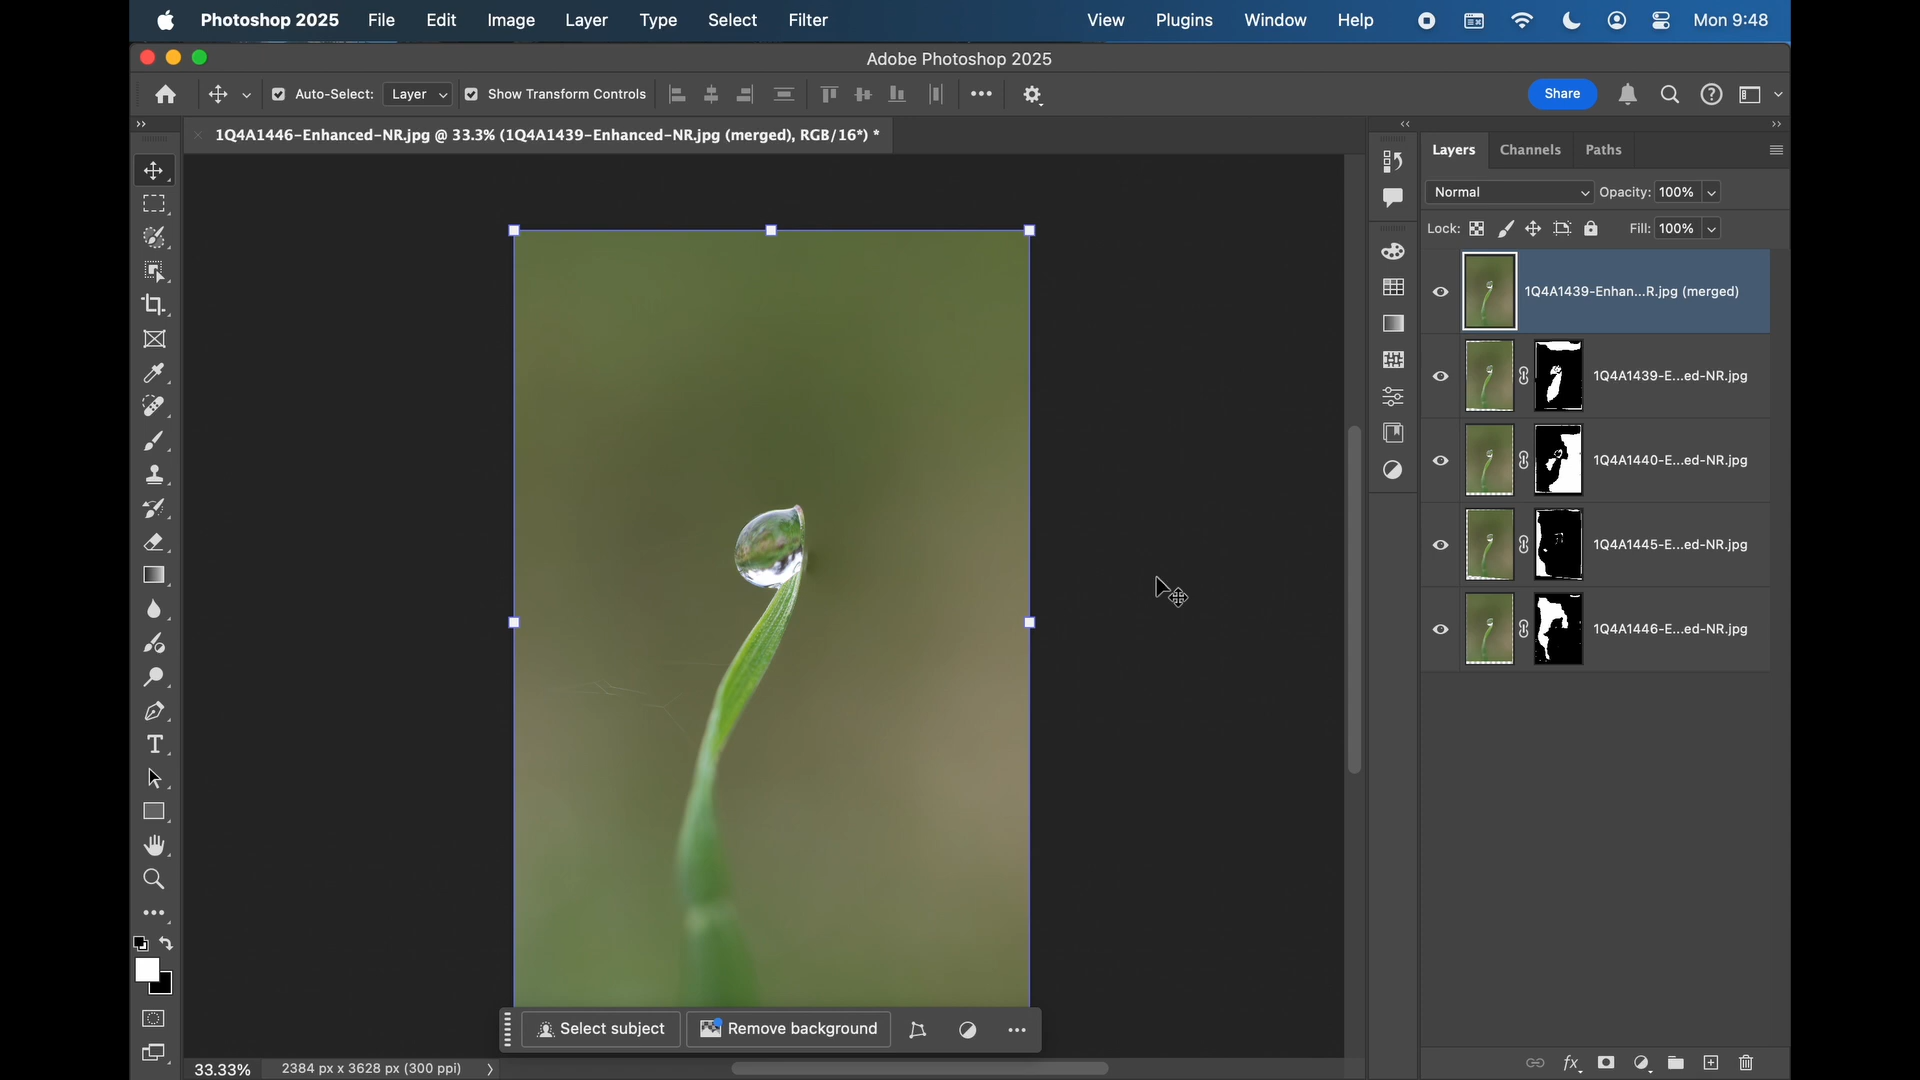 Photoshop 2025 File Edit Image Layer Type Select Filter View Plugins Window Help Mon 9:48
Adobe Photoshop 2025
Auto-Select: Layer Show Transform Controls Share
1Q4A1446-Enhanced-NR.jpg @ 33.3% (1Q4A1439-Enhanced-NR.jpg (merged), RGB/16*) *
Layers Channels Paths
Normal Opacity: 100%
Lock: Fill: 100%
1Q4A1439-Enhan...R.jpg (merged)
1Q4A1439-E...ed-NR.jpg
1Q4A1440-E...ed-NR.jpg
1Q4A1445-E...ed-NR.jpg
1Q4A1446-E...ed-NR.jpg
Select subject Remove background
33.33% 2384 px x 3628 px (300 ppi)